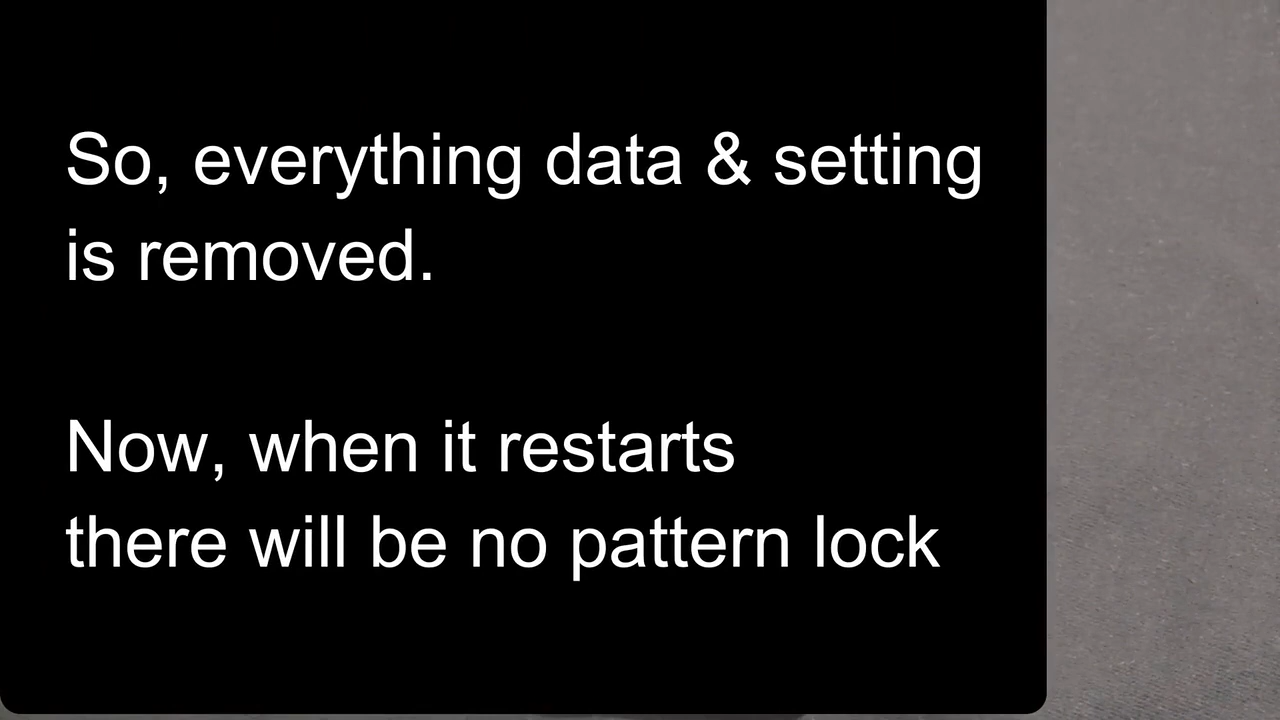 So, everything data & setting
is removed.
Now, when it restarts
there will be no pattern lock